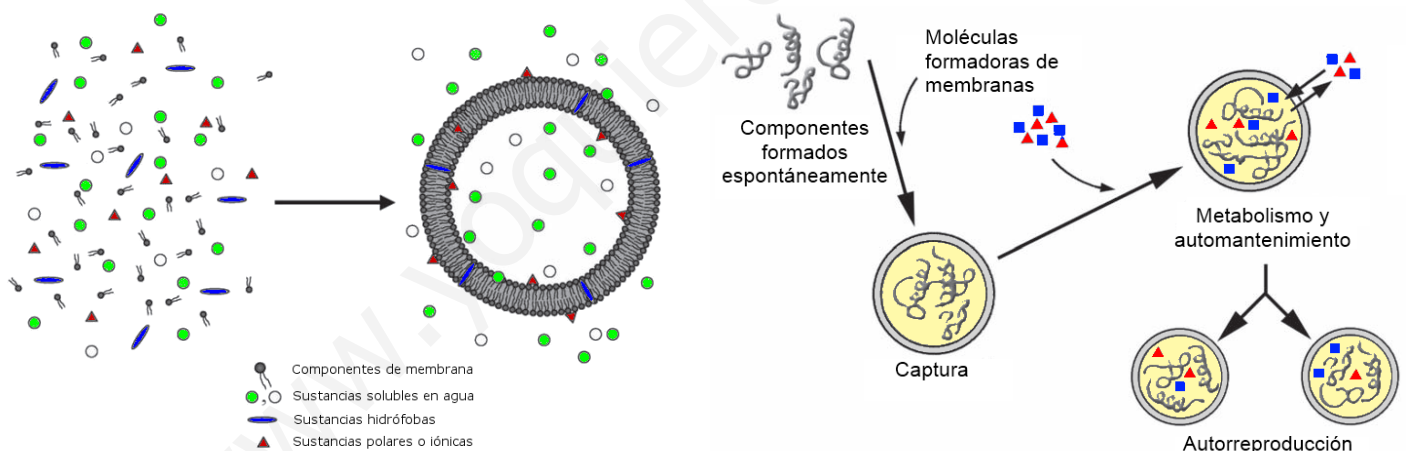 Componentes de membrana
, Sustancias solubles en agua
Sustancias hidrófobas
Sustancias polares o iónicas
Componentes
formados
espontáneamente
Moléculas
formadoras de
membranas
Captura
Metabolismo y
automantenimiento
Autorreproducción